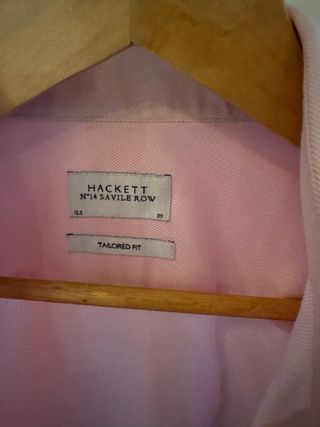 HACKETT
Nº14 SAVILE ROW
15.5 39
TAILORED FIT